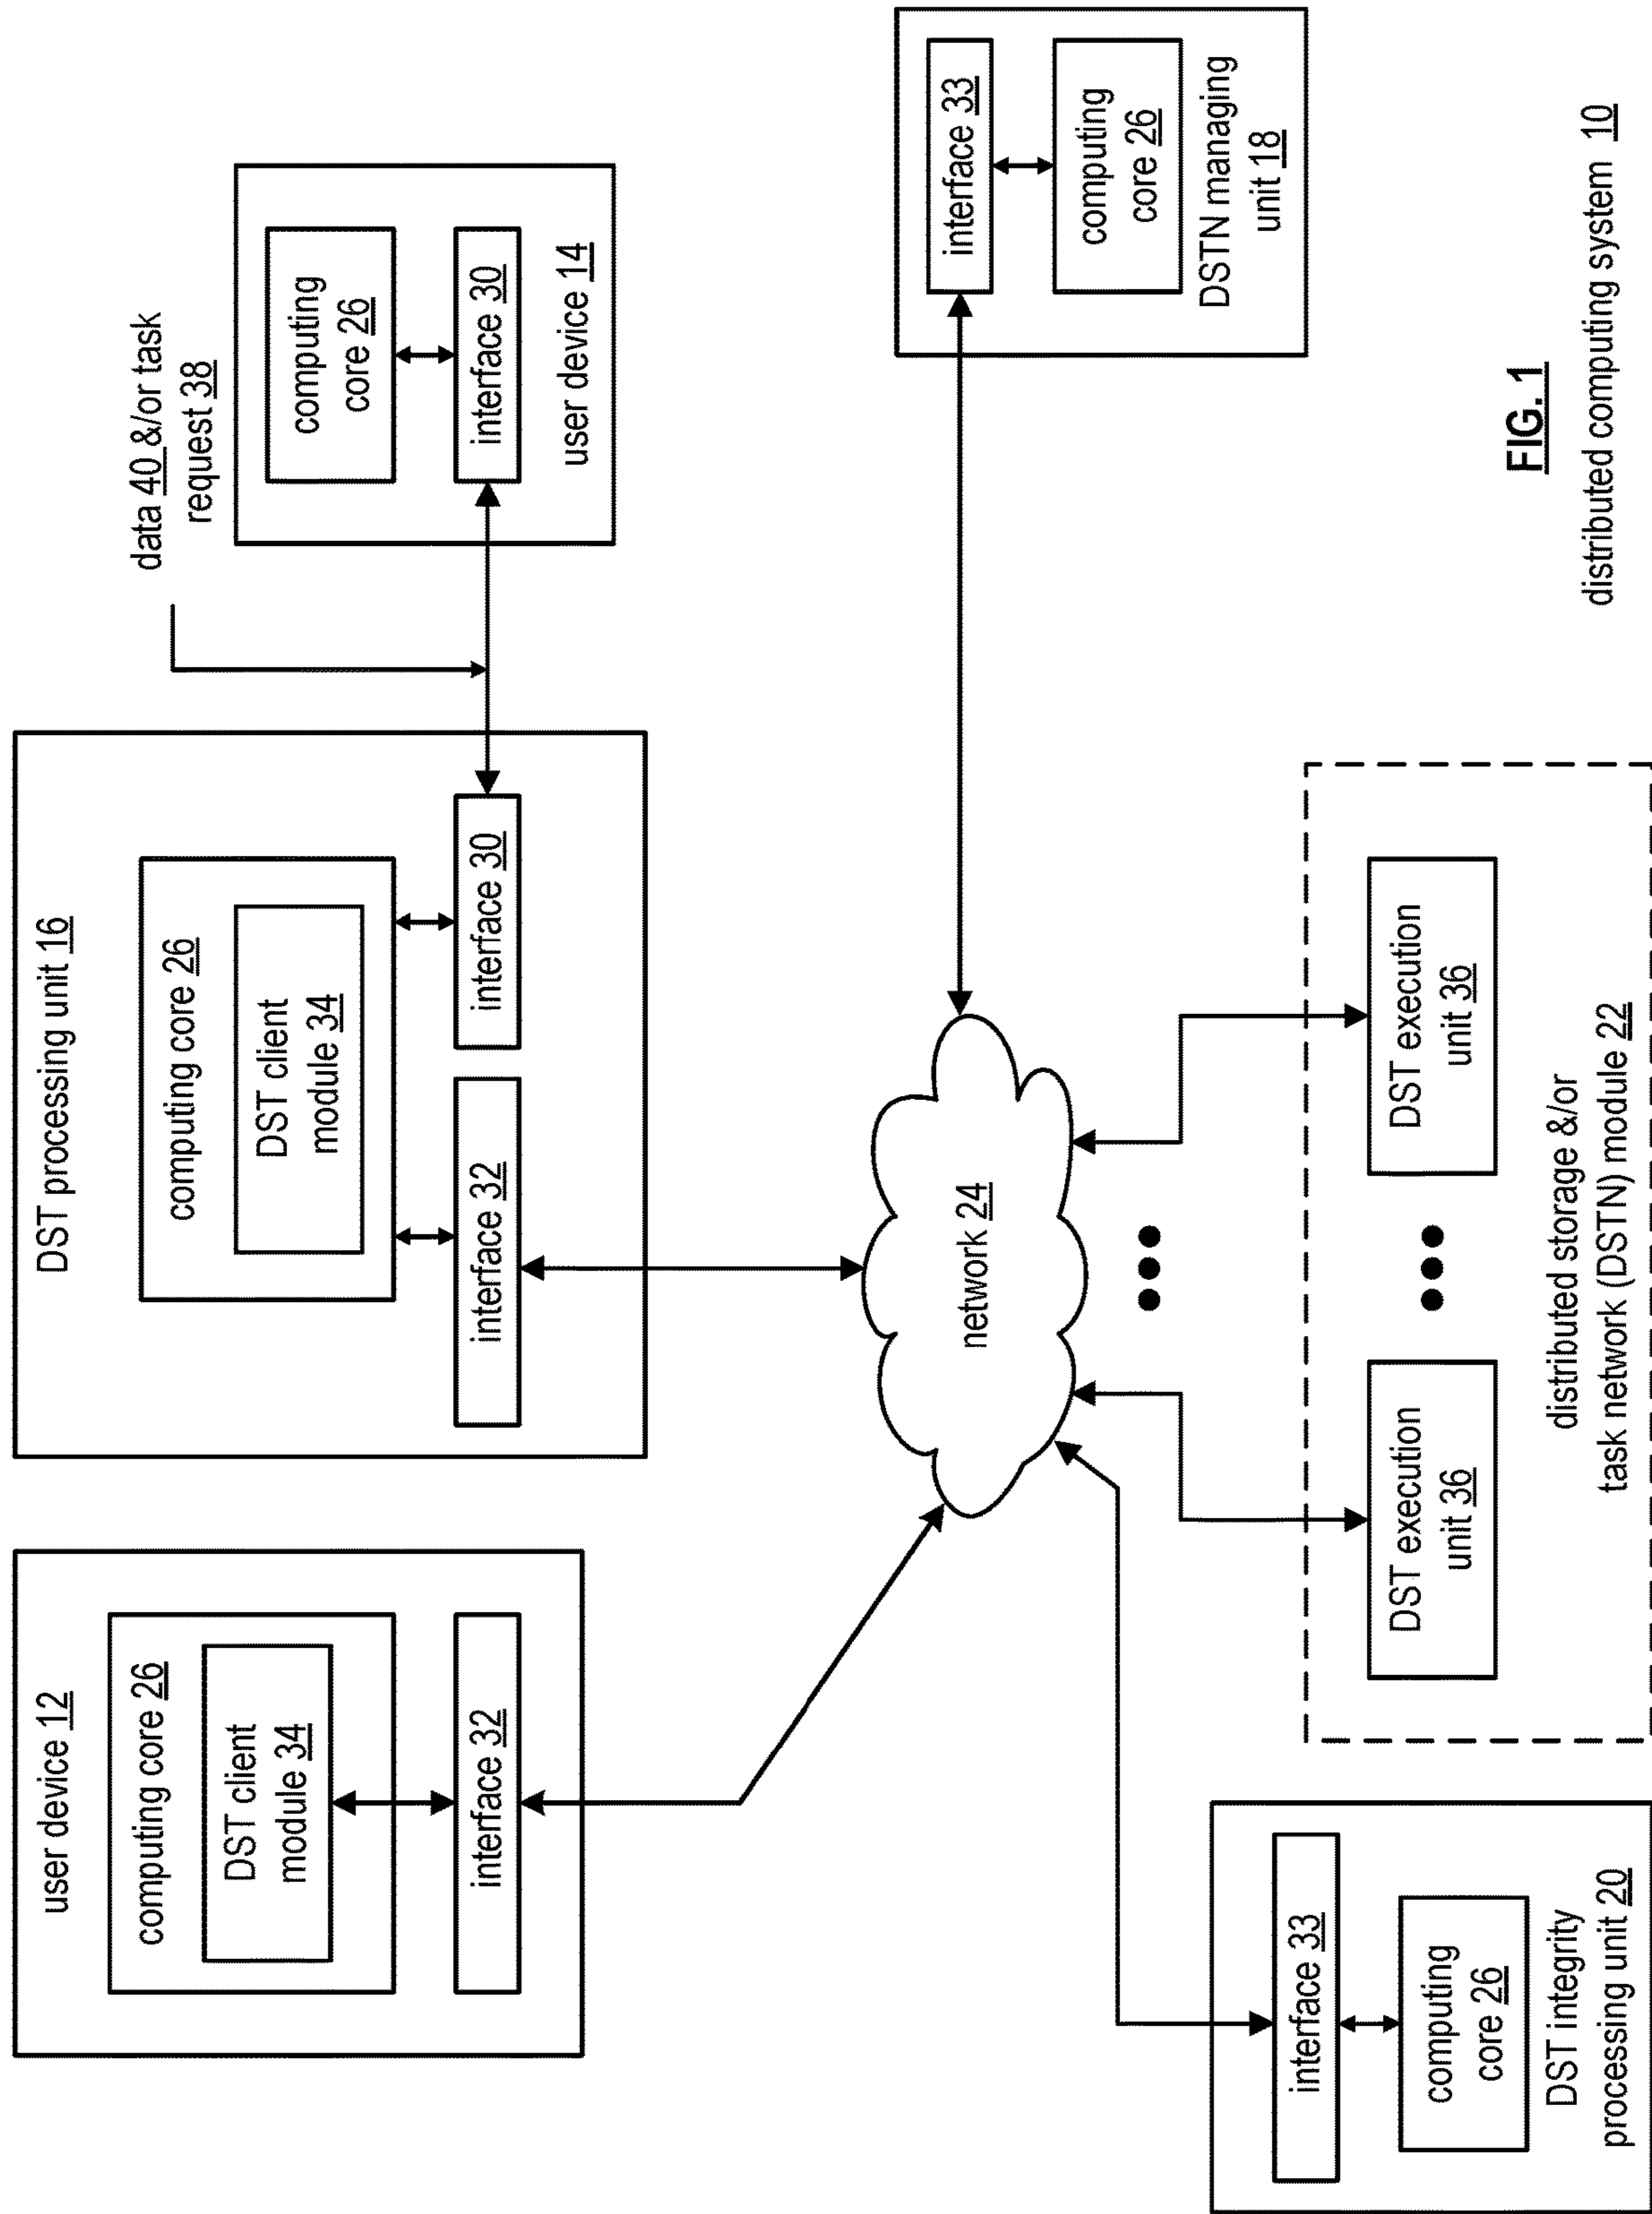 user device 12
computing core 26
DST client
module 34
interface 32
DST processing unit 16
computing core 26
DST client
module 34
interface 32
interface 30
data 40 &/or task
request 38
computing
core 26
interface 30
user device 14
network 24
interface 33
computing
core 26
DSTN managing
unit 18
interface 33
computing
core 26
DST integrity
processing unit 20
DST execution
unit 36
DST execution
unit 36
distributed storage &/or
task network (DSTN) module 22
FIG. 1
distributed computing system 10